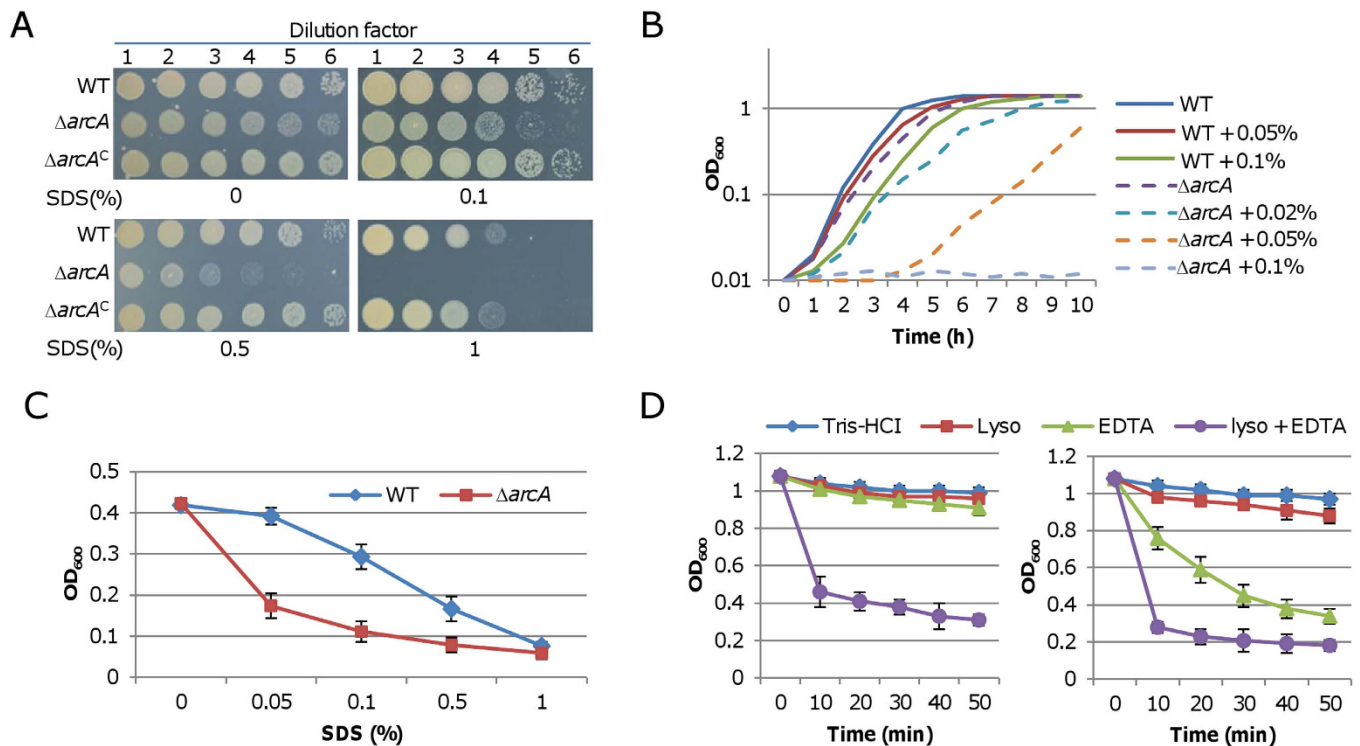 A
Dilution factor
1 2 3 4 5 6 1 2 3 4 5 6
WT
ΔarcA
ΔarcAᶜ
SDS(%) 0 0.1
WT
ΔarcA
ΔarcAᶜ
SDS(%) 0.5 1
B
OD₆₀₀
1
0.1
0.01
0 1 2 3 4 5 6 7 8 9 10
Time (h)
WT
WT + 0.05%
WT + 0.1%
ΔarcA
ΔarcA + 0.02%
ΔarcA + 0.05%
ΔarcA + 0.1%
C
WT ΔarcA
OD₆₀₀
0.5
0.4
0.3
0.2
0.1
0
0 0.05 0.1 0.5 1
SDS (%)
D
Tris-HCl Lyso EDTA lyso + EDTA
OD₆₀₀
1.2
1
0.8
0.6
0.4
0.2
0
0 10 20 30 40 50
Time (min)
OD₆₀₀
1.2
1
0.8
0.6
0.4
0.2
0
0 10 20 30 40 50
Time (min)